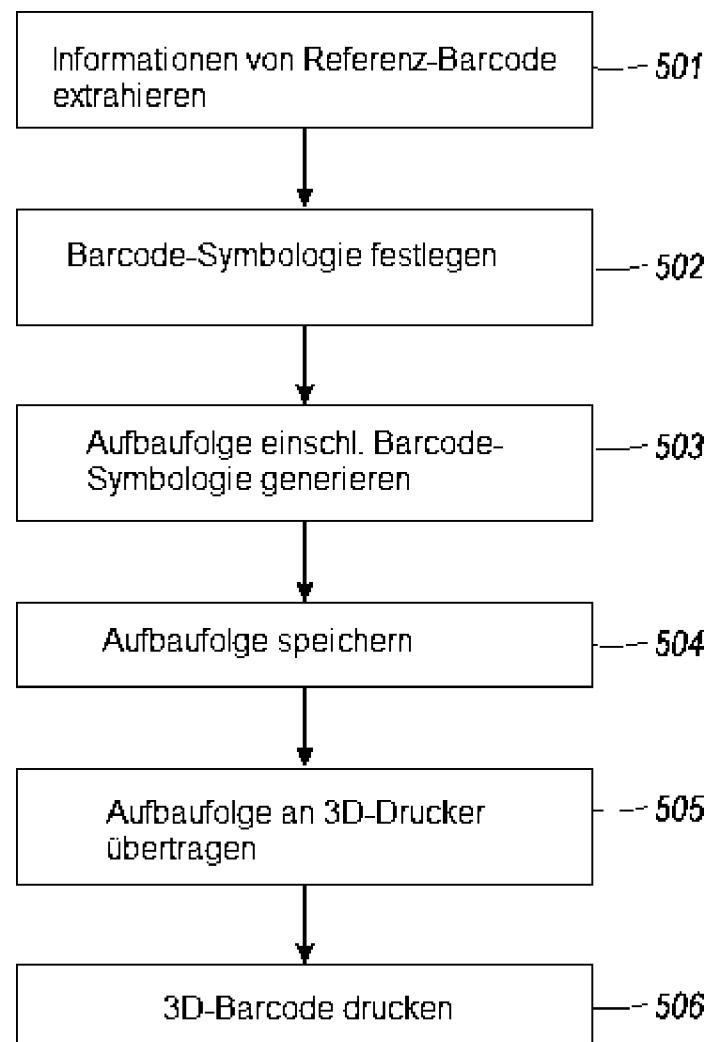 Informationen von Referenz-Barcode
extrahieren
501
Barcode-Symbologie festlegen
502
Aufbaufolge einschl. Barcode-
Symbologie generieren
503
Aufbaufolge speichern
504
Aufbaufolge an 3D-Drucker
übertragen
505
3D-Barcode drucken
506